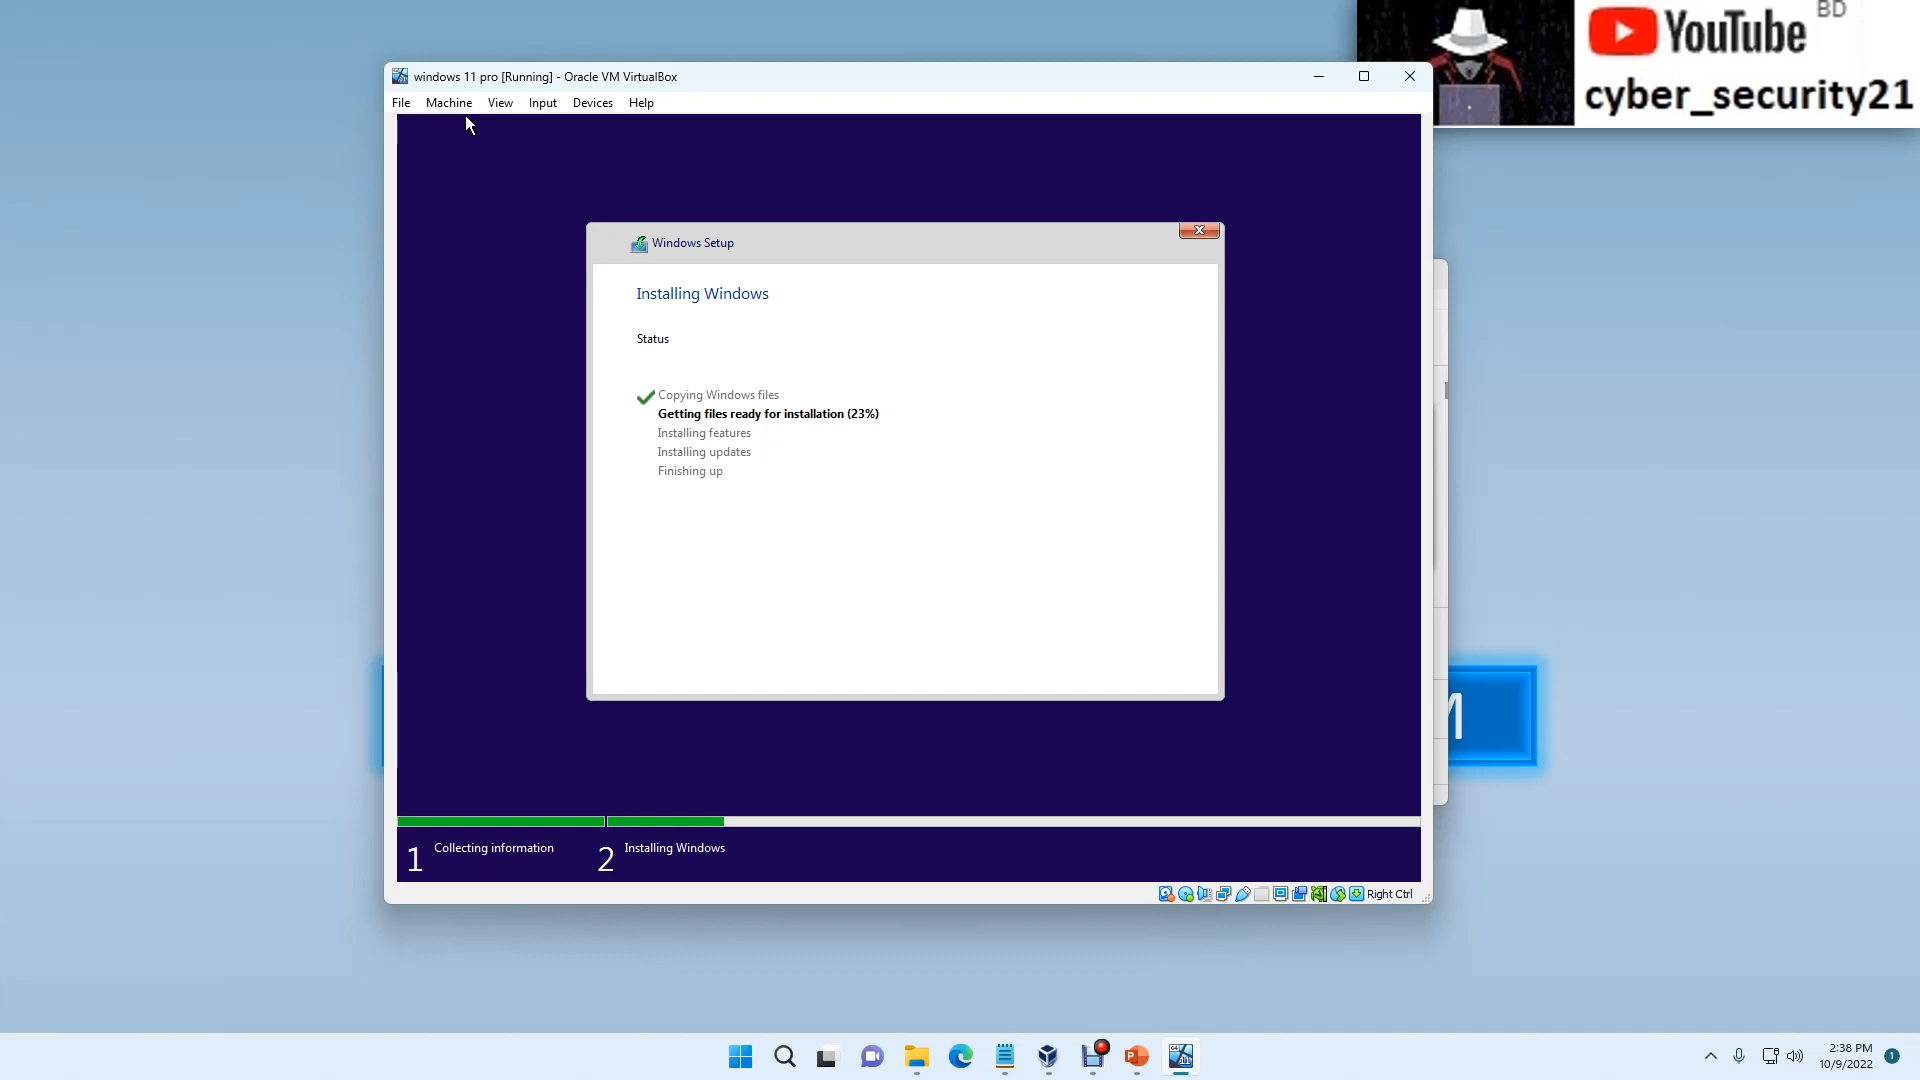 BD
YouTube
cyber_security21
windows 11 pro [Running] - Oracle VM VirtualBox
File Machine View Input Devices Help
Windows Setup
Installing Windows
Status
Copying Windows files
Getting files ready for installation (23%)
Installing features
Installing updates
Finishing up
M
1 Collecting information
2 Installing Windows
Right Ctrl
2:38 PM
10/9/2022
1